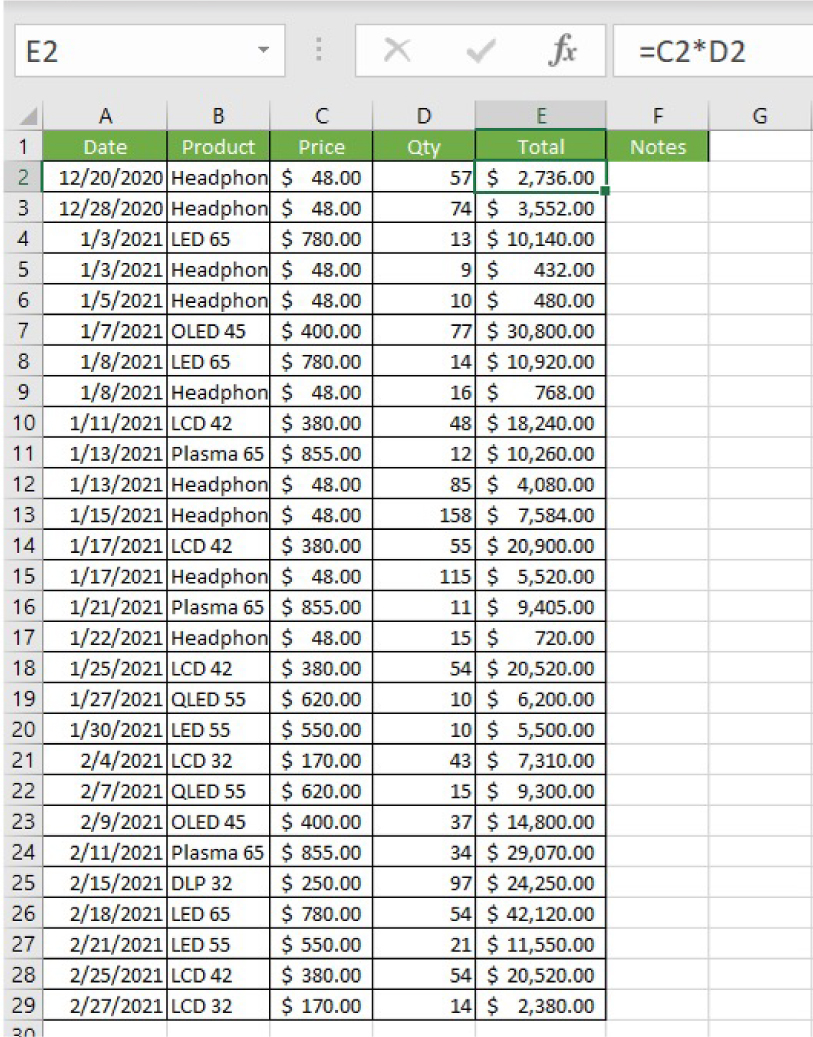 E2 fx =C2*D2
A B C D E F G
1 Date Product Price Qty Total Notes
2 12/20/2020 Headphon $ 48.00 57 $ 2,736.00
3 12/28/2020 Headphon $ 48.00 74 $ 3,552.00
4 1/3/2021 LED 65 $ 780.00 13 $ 10,140.00
5 1/3/2021 Headphon $ 48.00 9 $ 432.00
6 1/5/2021 Headphon $ 48.00 10 $ 480.00
7 1/7/2021 OLED 45 $ 400.00 77 $ 30,800.00
8 1/8/2021 LED 65 $ 780.00 14 $ 10,920.00
9 1/8/2021 Headphon $ 48.00 16 $ 768.00
10 1/11/2021 LCD 42 $ 380.00 48 $ 18,240.00
11 1/13/2021 Plasma 65 $ 855.00 12 $ 10,260.00
12 1/13/2021 Headphon $ 48.00 85 $ 4,080.00
13 1/15/2021 Headphon $ 48.00 158 $ 7,584.00
14 1/17/2021 LCD 42 $ 380.00 55 $ 20,900.00
15 1/17/2021 Headphon $ 48.00 115 $ 5,520.00
16 1/21/2021 Plasma 65 $ 855.00 11 $ 9,405.00
17 1/22/2021 Headphon $ 48.00 15 $ 720.00
18 1/25/2021 LCD 42 $ 380.00 54 $ 20,520.00
19 1/27/2021 QLED 55 $ 620.00 10 $ 6,200.00
20 1/30/2021 LED 55 $ 550.00 10 $ 5,500.00
21 2/4/2021 LCD 32 $ 170.00 43 $ 7,310.00
22 2/7/2021 QLED 55 $ 620.00 15 $ 9,300.00
23 2/9/2021 OLED 45 $ 400.00 37 $ 14,800.00
24 2/11/2021 Plasma 65 $ 855.00 34 $ 29,070.00
25 2/15/2021 DLP 32 $ 250.00 97 $ 24,250.00
26 2/18/2021 LED 65 $ 780.00 54 $ 42,120.00
27 2/21/2021 LED 55 $ 550.00 21 $ 11,550.00
28 2/25/2021 LCD 42 $ 380.00 54 $ 20,520.00
29 2/27/2021 LCD 32 $ 170.00 14 $ 2,380.00
30